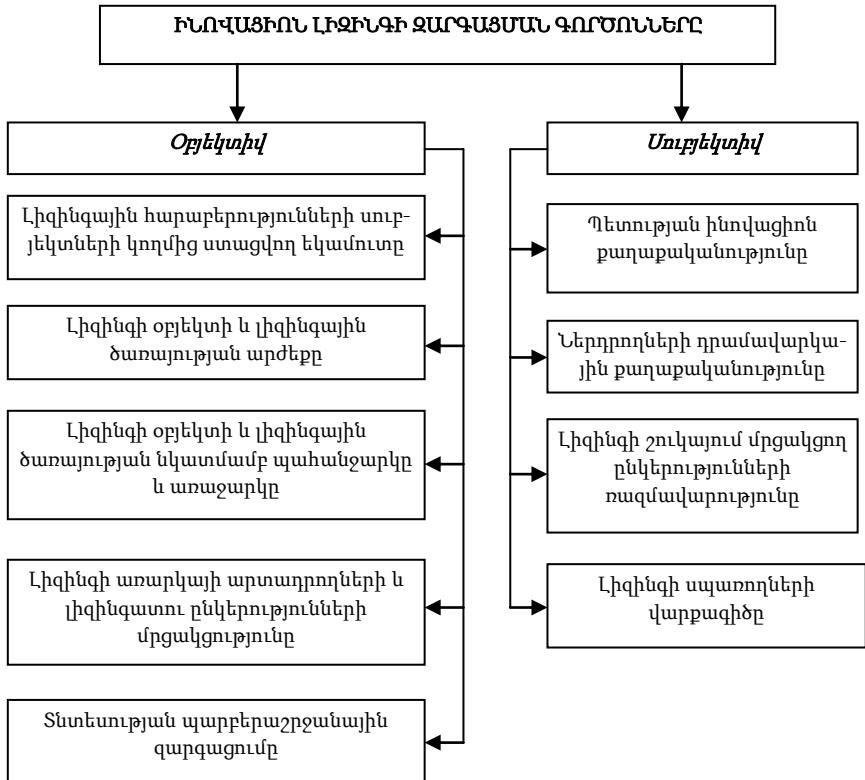 ԻՆՈՎԱՑԻՈՆ ԼԻԶԻՆԳԻ ԶԱՐԳԱՑՄԱՆ ԳՈՐԾՈՆՆԵՐԸ
Օբյեկտիվ
Լիզինգային հարաբերությունների սուբ-
յեկտների կողմից ստացվող եկամուտը
Լիզինգի օբյեկտի և լիզինգային
ծառայության արժեքը
Լիզինգի օբյեկտի և լիզինգային
ծառայության նկատմամբ պահանջարկը
և առաջարկը
Լիզինգի առարկայի արտադրողների և
լիզինգատու ընկերությունների
մրցակցությունը
Տնտեսության պարբերաշրջանային
զարգացումը
Սուբյեկտիվ
Պետության ինովացիոն
քաղաքականությունը
Ներդրողների դրամավարկա-
յին քաղաքականությունը
Լիզինգի շուկայում մրցակցող
ընկերությունների
ռազմավարությունը
Լիզինգի սպառողների
վարքագիծը